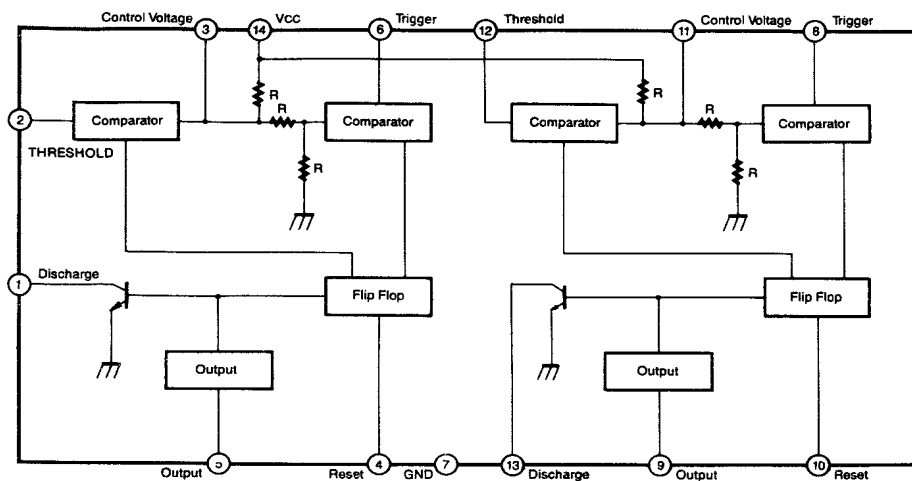 Control Voltage
VCC
Trigger
Threshold
Control Voltage
Trigger
3
14
6
12
11
8
R
R
R
R
2
Comparator
Comparator
Comparator
Comparator
THRESHOLD
R
R
1
Discharge
Flip Flop
Flip Flop
Output
Output
Output
5
Reset
4
GND
7
13
Discharge
9
Output
10
Reset